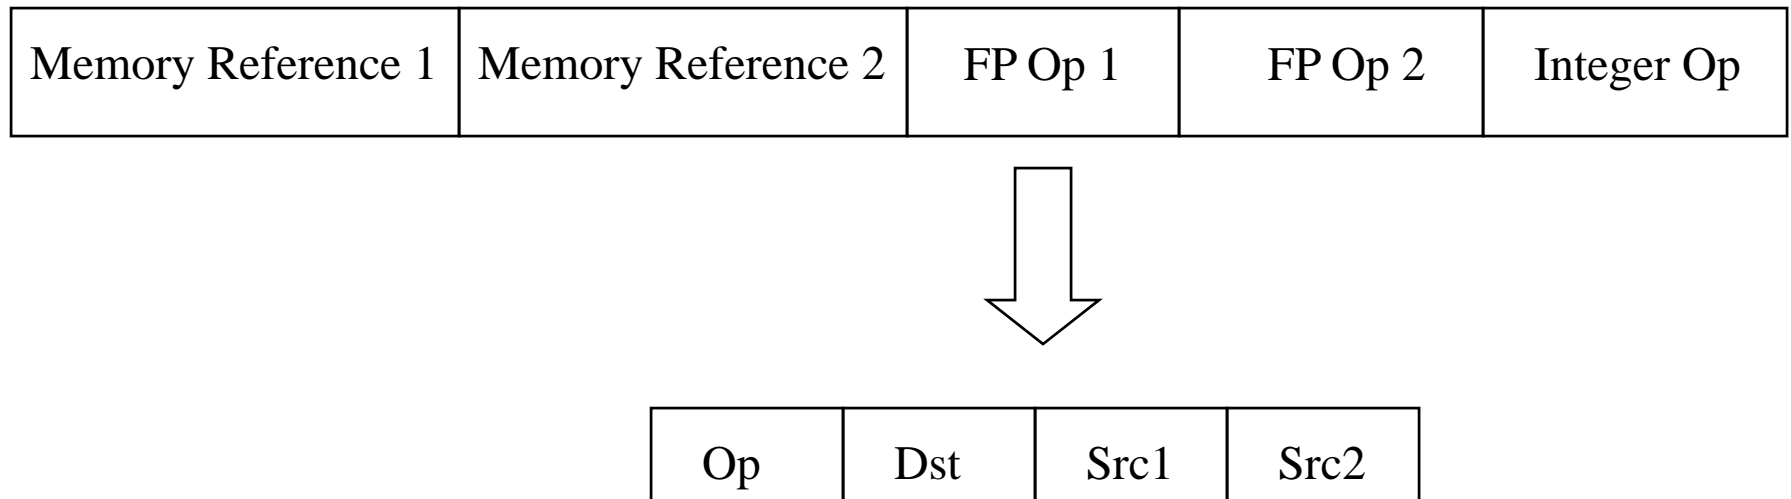 Memory Reference 1 Memory Reference 2 FP Op 1 FP Op 2 Integer Op
Op Dst Src1 Src2